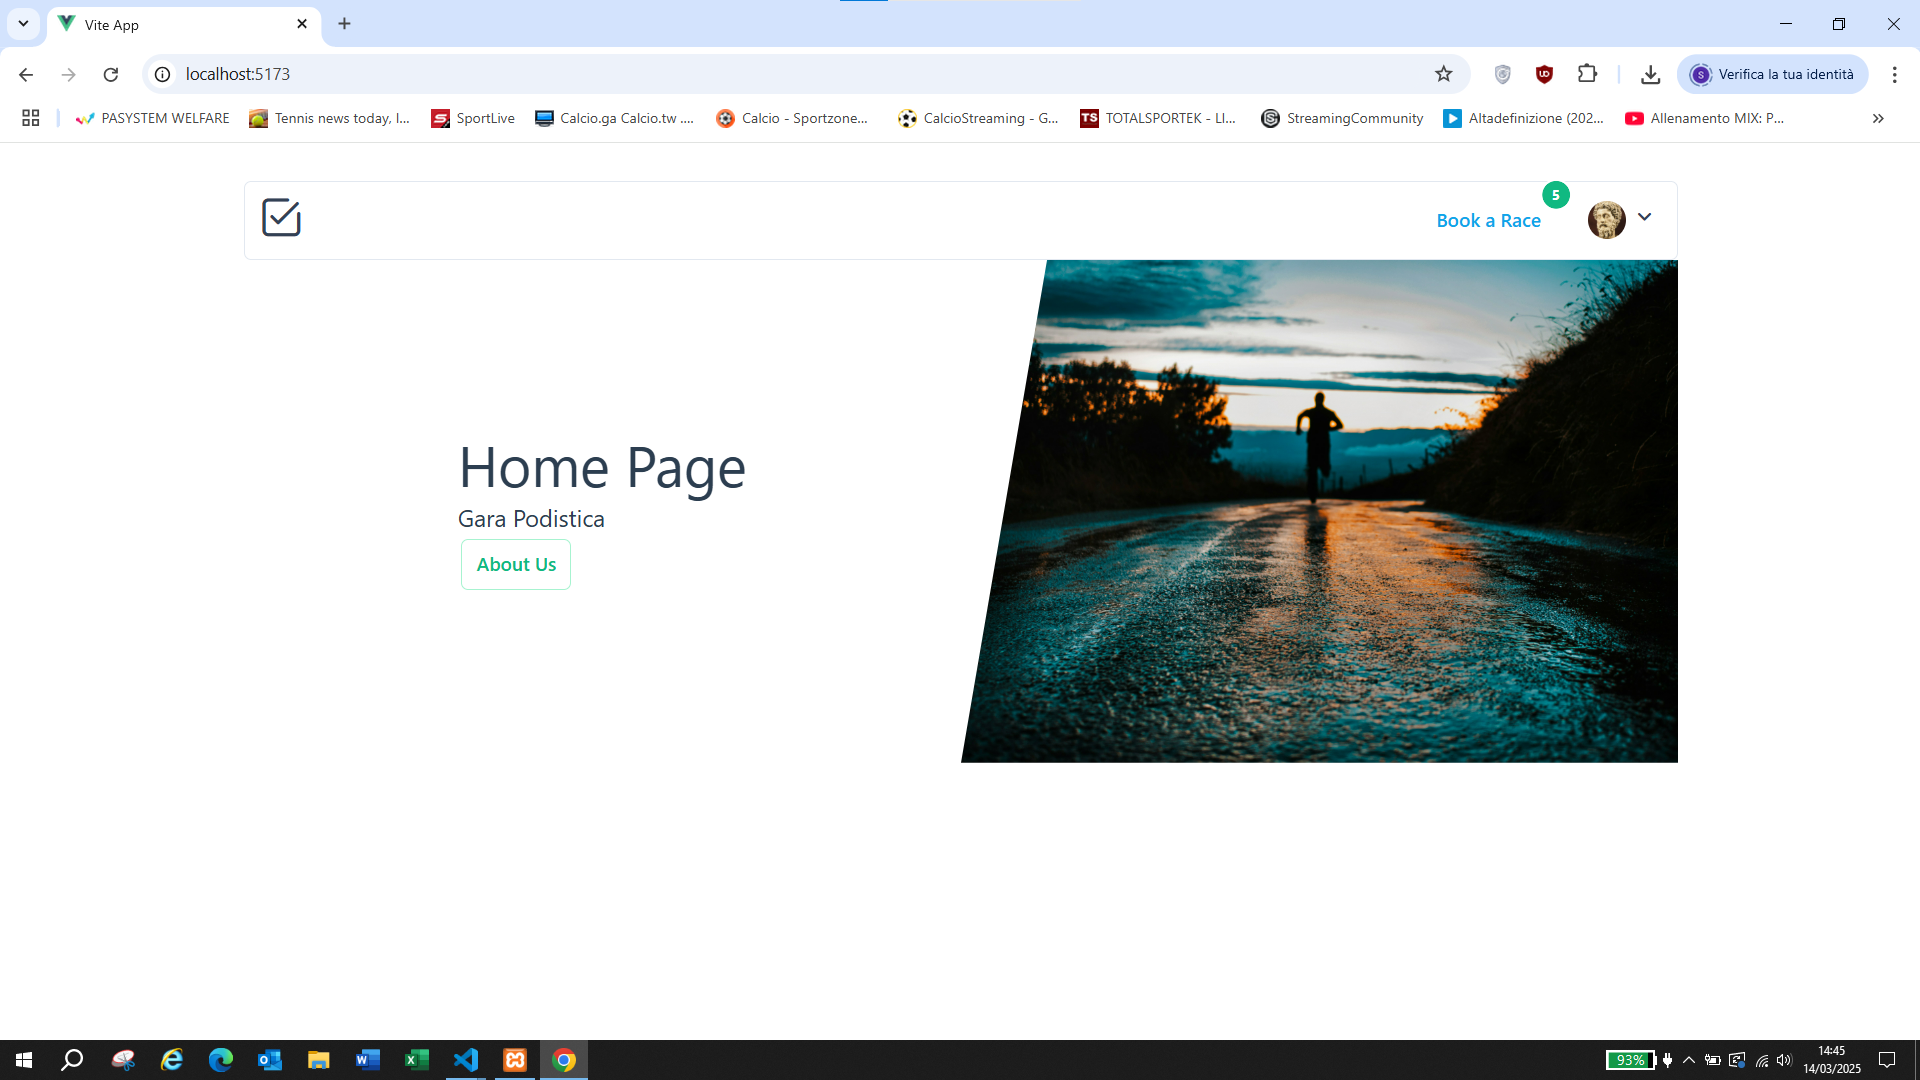 Vite App
localhost:5173
Verifica la tua identità
PASYSTEM WELFARE
Tennis news today, l...
SportLive
Calcio.ga Calcio.tw ....
Calcio - Sportzone...
CalcioStreaming - G...
TS
TOTALSPORTEK - LI...
StreamingCommunity
Altadefinizione (202...
Allenamento MIX: P...
5
Book a Race
Home Page
Gara Podistica
About Us
93%
14:45
14/03/2025